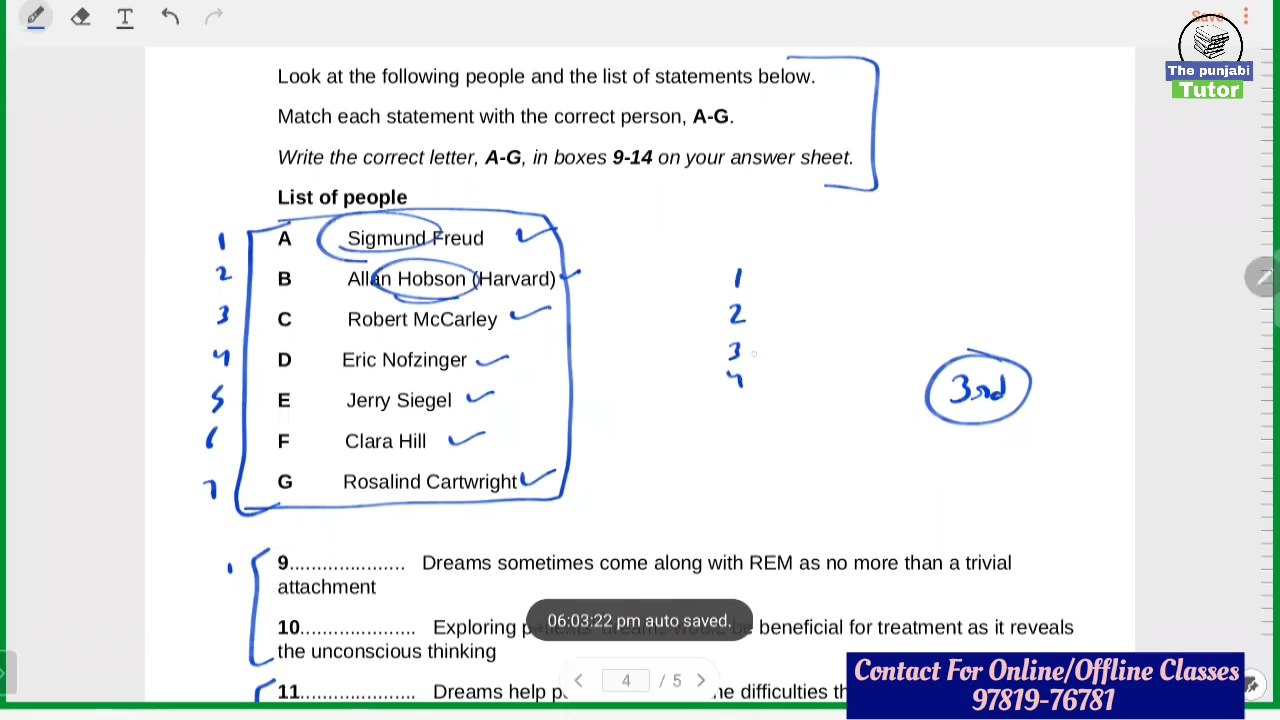 Save
The punjabi
Tutor
Look at the following people and the list of statements below.
Match each statement with the correct person, A-G.
Write the correct letter, A-G, in boxes 9-14 on your answer sheet.
List of people
1 A Sigmund Freud
2 B Allan Hobson (Harvard)
3 C Robert McCarley
4 D Eric Nofzinger
5 E Jerry Siegel
6 F Clara Hill
7 G Rosalind Cartwright
1
2
3
4
3rd
9..................... Dreams sometimes come along with REM as no more than a trivial
attachment
06:03:22 pm auto saved.
10..................... Exploring beneficial for treatment as it reveals
the unconscious thinking
11..................... Dreams help difficulties
4 / 5
Contact For Online/Offline Classes
97819-76781